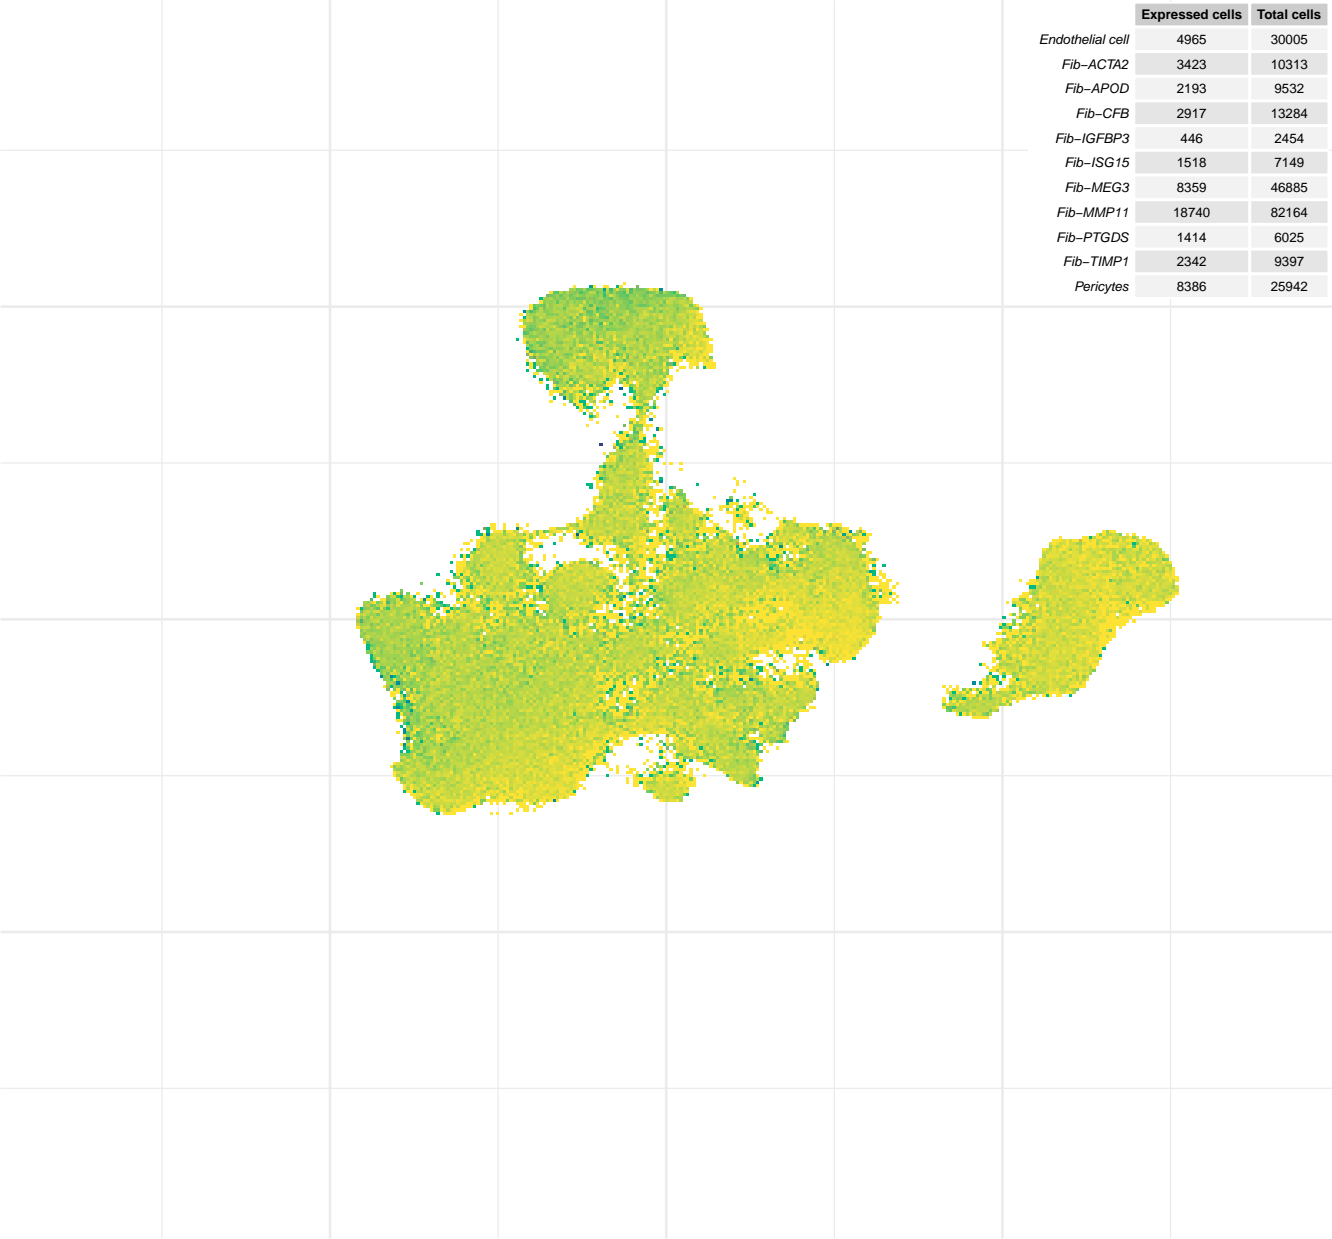 Expressed cells Total cells
Endothelial cell 4965 30005
Fib−ACTA2 3423 10313
Fib−APOD 2193 9532
Fib−CFB 2917 13284
Fib−IGFBP3 446 2454
Fib−ISG15 1518 7149
Fib−MEG3 8359 46885
Fib−MMP11 18740 82164
Fib−PTGDS 1414 6025
Fib−TIMP1 2342 9397
Pericytes 8386 25942